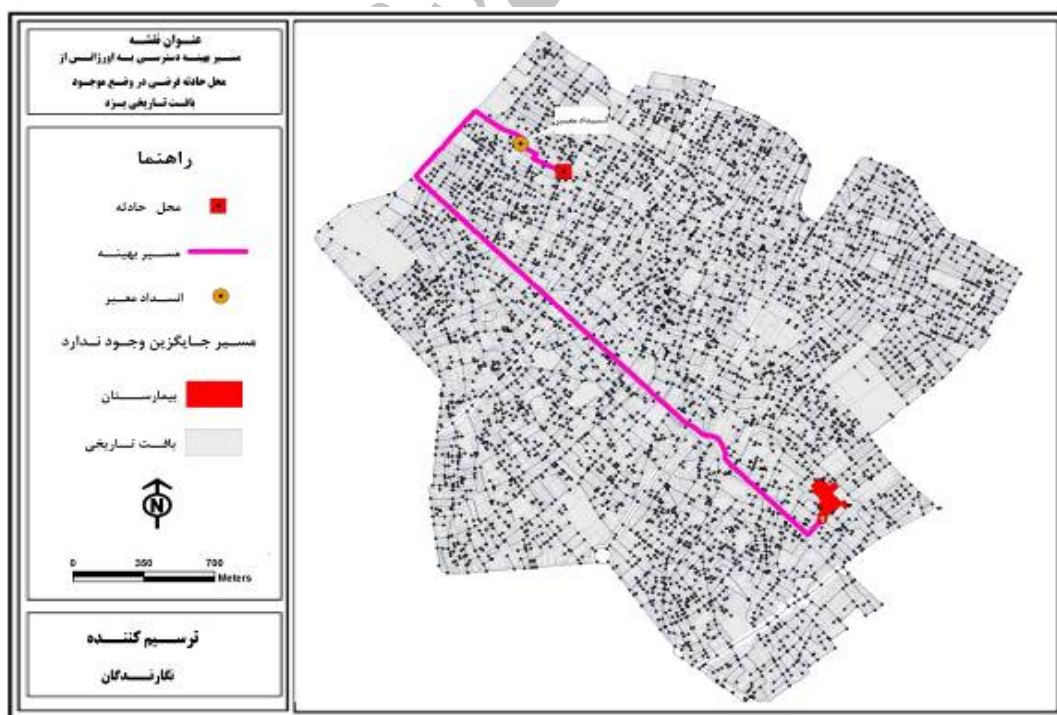 عنوان نقشه
مسیر بهینه دسترسی به اورژانس از
محل حادثه فرضی در وضع موجود
بافت تاریخی یزد
راهنما
محل حادثه
مسیر بهینه
انسداد معبر
مسیر جایگزین وجود ندارد
بیمارستان
بافت تاریخی
N
0 350 700
Meters
ترسیم کننده
نگارندگان
انسداد معبر